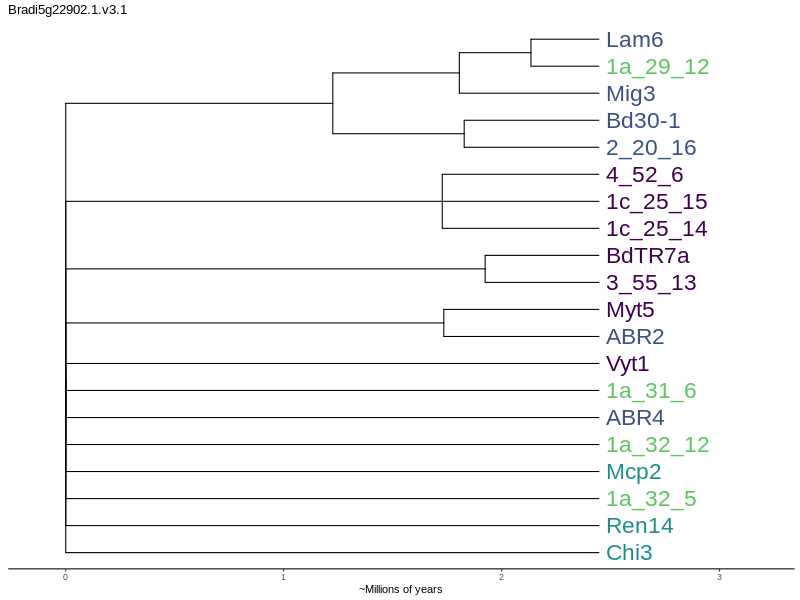 Bradi5g22902.1.v3.1
Lam6
1a_29_12
Mig3
Bd30-1
2_20_16
4_52_6
1c_25_15
1c_25_14
BdTR7a
3_55_13
Myt5
ABR2
Vyt1
1a_31_6
ABR4
1a_32_12
Mcp2
1a_32_5
Ren14
Chi3
0 1 2 3
~Millions of years